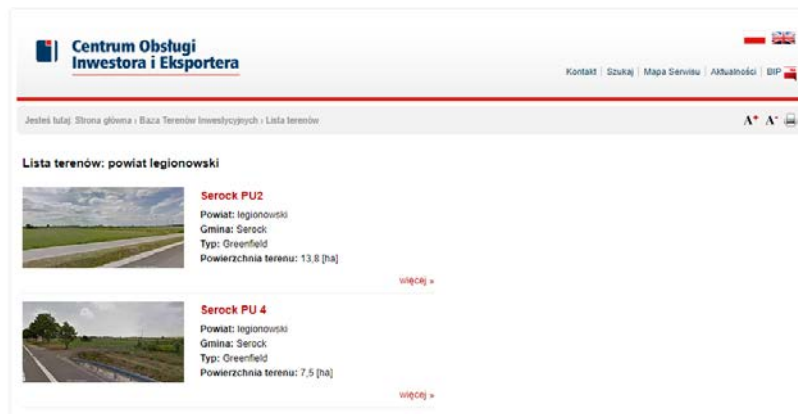 Centrum Obsługi
Inwestora i Eksportera
Kontakt | Szukaj | Mapa Serwisu | Aktualności | BIP
Jesteś tutaj: Strona główna › Baza Terenów Inwestycyjnych › Lista terenów
A+ A-
Lista terenów: powiat legionowski
Serock PU2
Powiat: legionowski
Gmina: Serock
Typ: Greenfield
Powierzchnia terenu: 13,8 [ha]
więcej »
Serock PU 4
Powiat: legionowski
Gmina: Serock
Typ: Greenfield
Powierzchnia terenu: 7,5 [ha]
więcej »